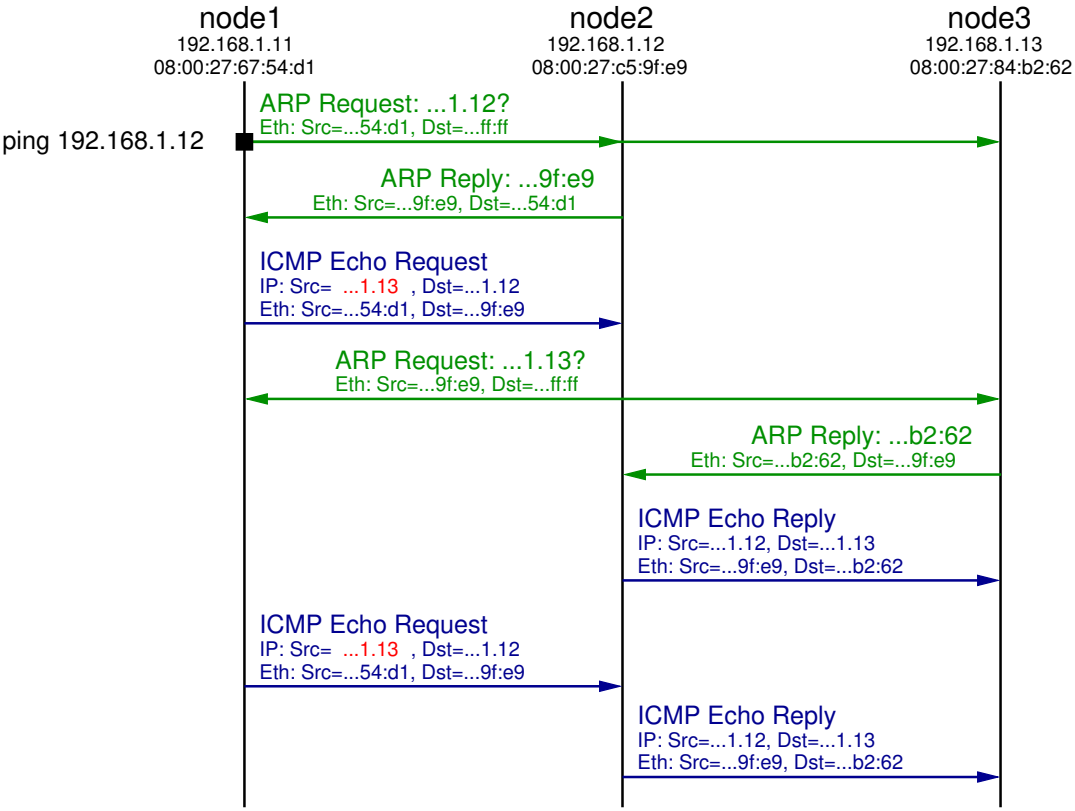 node1
192.168.1.11
08:00:27:67:54:d1
node2
192.168.1.12
08:00:27:c5:9f:e9
node3
192.168.1.13
08:00:27:84:b2:62
ping 192.168.1.12
ARP Request: ...1.12?
Eth: Src=...54:d1, Dst=...ff:ff
ARP Reply: ...9f:e9
Eth: Src=...9f:e9, Dst=...54:d1
ICMP Echo Request
IP: Src= ...1.13 , Dst=...1.12
Eth: Src=...54:d1, Dst=...9f:e9
ARP Request: ...1.13?
Eth: Src=...9f:e9, Dst=...ff:ff
ARP Reply: ...b2:62
Eth: Src=...b2:62, Dst=...9f:e9
ICMP Echo Reply
IP: Src=...1.12, Dst=...1.13
Eth: Src=...9f:e9, Dst=...b2:62
ICMP Echo Request
IP: Src= ...1.13 , Dst=...1.12
Eth: Src=...54:d1, Dst=...9f:e9
ICMP Echo Reply
IP: Src=...1.12, Dst=...1.13
Eth: Src=...9f:e9, Dst=...b2:62